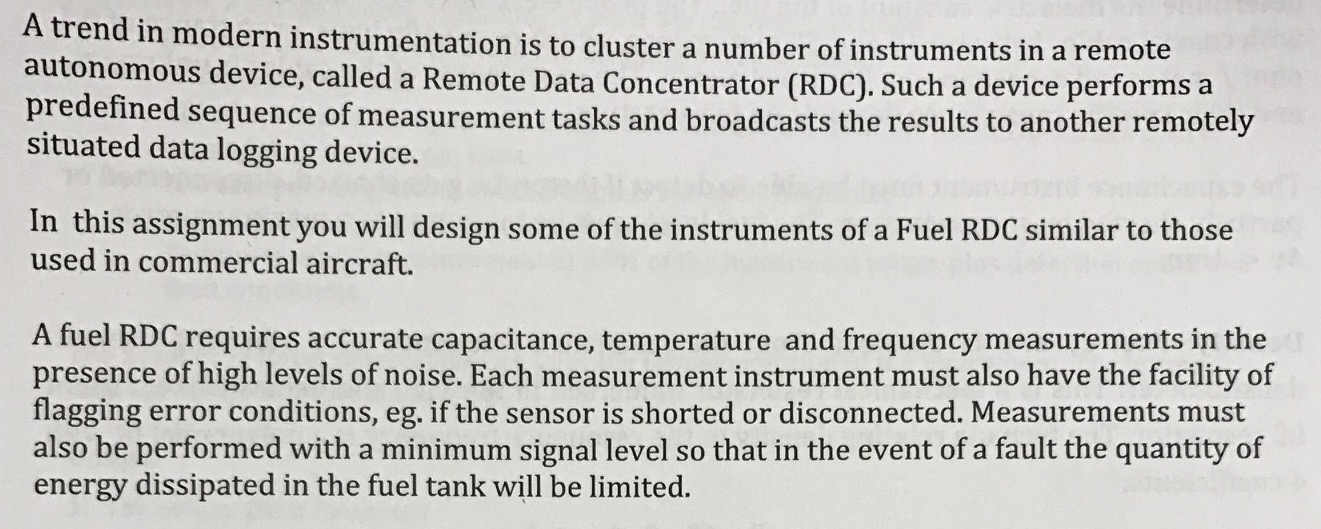 A trend in modern instrumentation is to cluster a number of instruments in a remote
autonomous device, called a Remote Data Concentrator (RDC). Such a device performs a
predefined sequence of measurement tasks and broadcasts the results to another remotely
situated data logging device.
In this assignment you will design some of the instruments of a Fuel RDC similar to those
used in commercial aircraft.
A fuel RDC requires accurate capacitance, temperature and frequency measurements in the
presence of high levels of noise. Each measurement instrument must also have the facility of
flagging error conditions, eg. if the sensor is shorted or disconnected. Measurements must
also be performed with a minimum signal level so that in the event of a fault the quantity of
energy dissipated in the fuel tank will be limited.